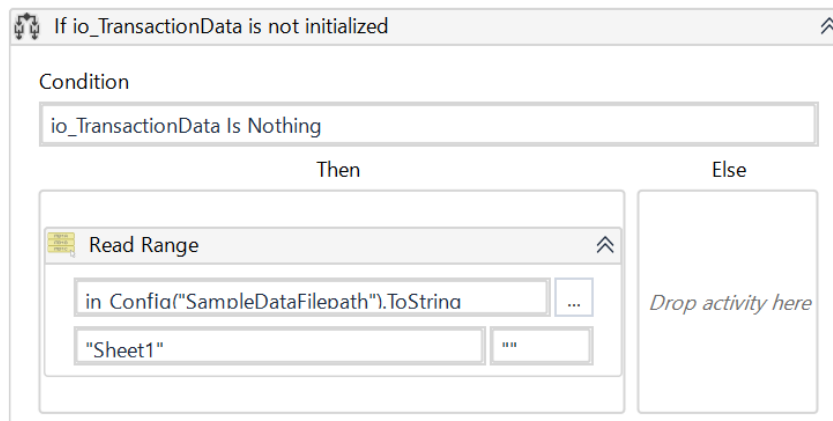 If io_TransactionData is not initialized
Condition
io_TransactionData Is Nothing
Then
Else
Read Range
in_Config("SampleDataFilepath").ToString
...
Drop activity here
"Sheet1"
""